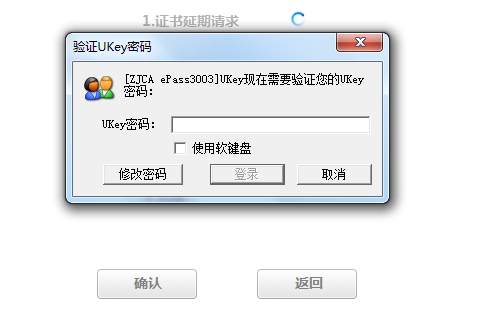 1.证书延期请求
验证UKey密码
[ZJCA ePass3003]UKey现在需要验证您的UKey
密码：
UKey密码：
使用软键盘
修改密码 登录 取消
确认 返回